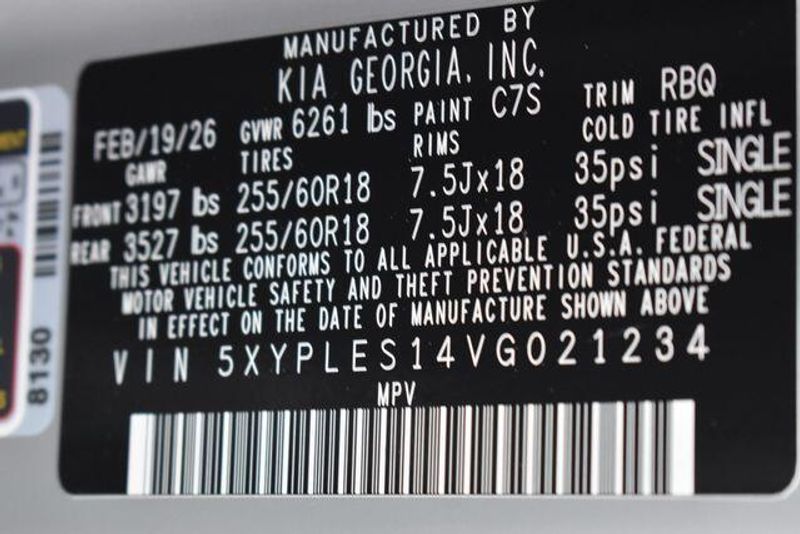 MANUFACTURED BY
KIA GEORGIA, INC.
FEB/19/26 GVWR 6261 lbs PAINT C7S TRIM RBQ
GAWR TIRES RIMS COLD TIRE INFL
FRONT 3197 lbs 255/60R18 7.5Jx18 35psi SINGLE
REAR 3527 lbs 255/60R18 7.5Jx18 35psi SINGLE
THIS VEHICLE CONFORMS TO ALL APPLICABLE U.S.A. FEDERAL
MOTOR VEHICLE SAFETY AND THEFT PREVENTION STANDARDS
IN EFFECT ON THE DATE OF MANUFACTURE SHOWN ABOVE
VIN 5XYPLES14VG021234
MPV
8130